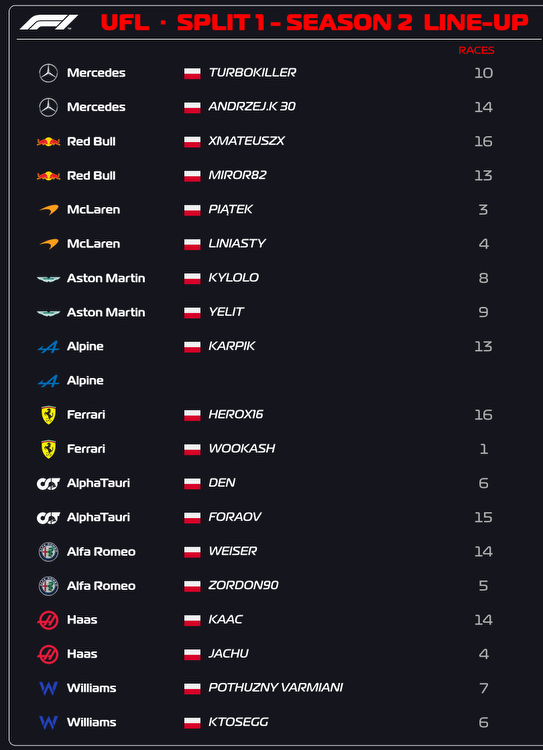 F1 UFL · SPLIT 1 - SEASON 2 LINE-UP
RACES
Mercedes TURBOKILLER 10
Mercedes ANDRZEJ.K 30 14
Red Bull XMATEUSZX 16
Red Bull MIROR82 13
McLaren PIĄTEK 3
McLaren LINIASTY 4
Aston Martin KYLOLO 8
Aston Martin YELIT 9
Alpine KARPIK 13
Alpine
Ferrari HEROX16 16
Ferrari WOOKASH 1
AlphaTauri DEN 6
AlphaTauri FORAOV 15
Alfa Romeo WEISER 14
Alfa Romeo ZORDON90 5
Haas KAAC 14
Haas JACHU 4
Williams POTHUZNY VARMIANI 7
Williams KTOSEGG 6